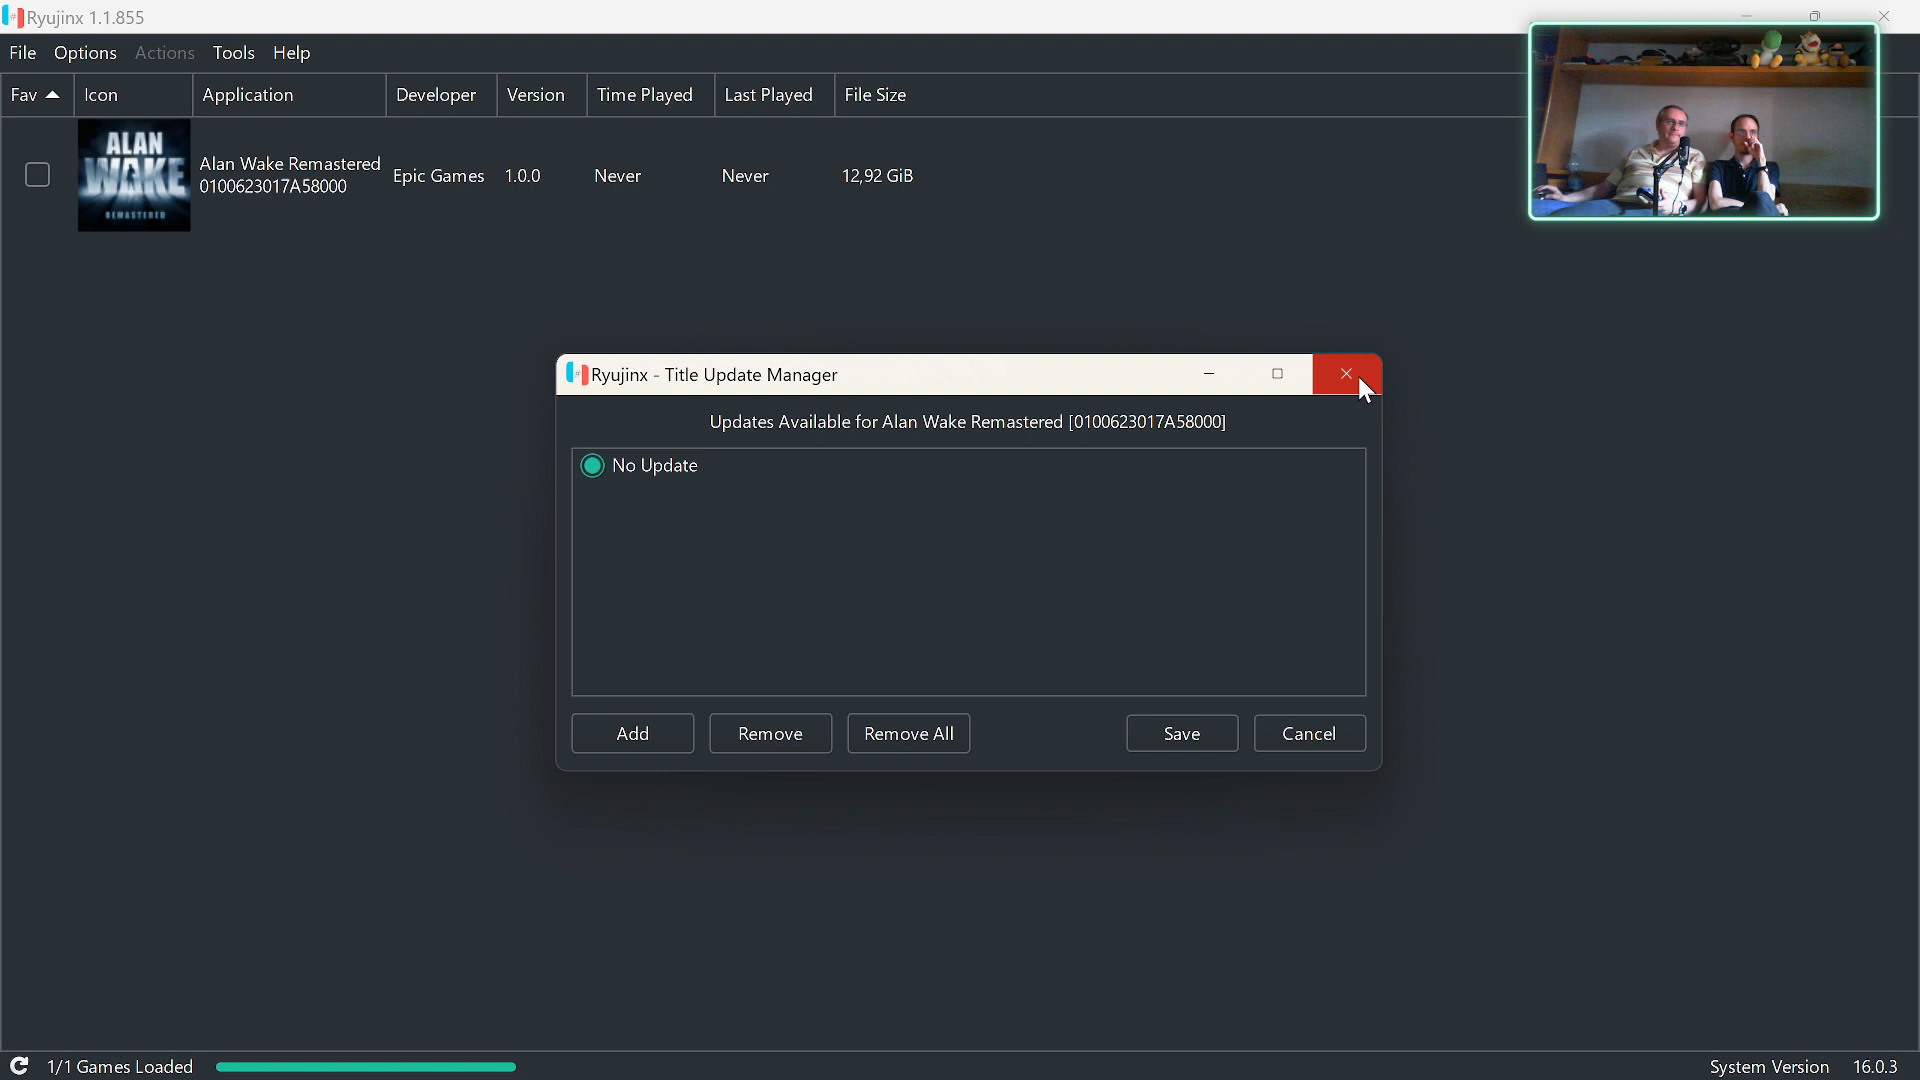 Ryujinx 1.1.855
File Options Actions Tools Help
Fav Icon Application Developer Version Time Played Last Played File Size
ALAN
WAKE
REMASTERED
Alan Wake Remastered
0100623017A58000
Epic Games 1.0.0 Never Never 12,92 GiB
Ryujinx - Title Update Manager
Updates Available for Alan Wake Remastered [0100623017A58000]
No Update
Add Remove Remove All Save Cancel
1/1 Games Loaded System Version 16.0.3